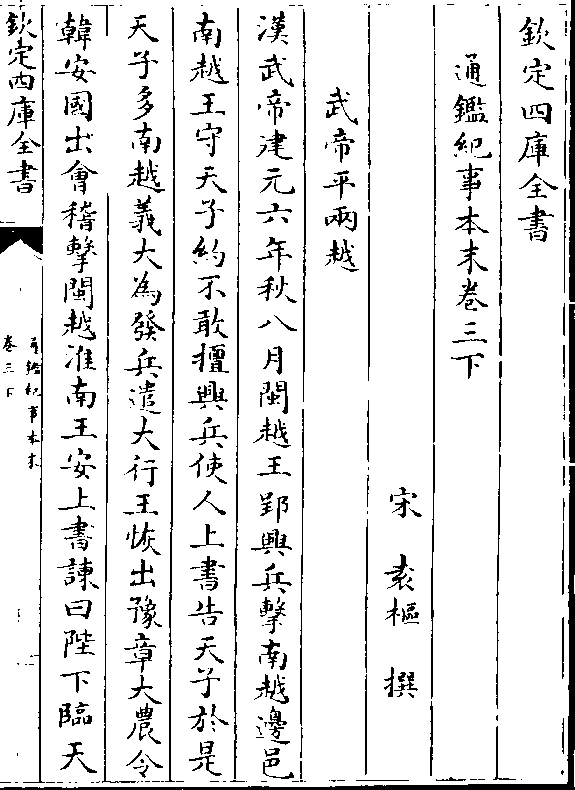 欽定四庫全書
通鑑紀事本末卷三下
宋 袁樞 撰
武帝平兩越
漢武帝建元六年秋八月閩越王郢興兵擊南越邊邑
南越王守天子約不敢擅興兵使人上書告天子於是
天子多南越義大為發兵遣大行王恢出豫章大農令
韓安國出會稽擊閩越淮南王安上書諫曰陛下臨天
欽定四庫全書
通鑑紀事本末
卷三下